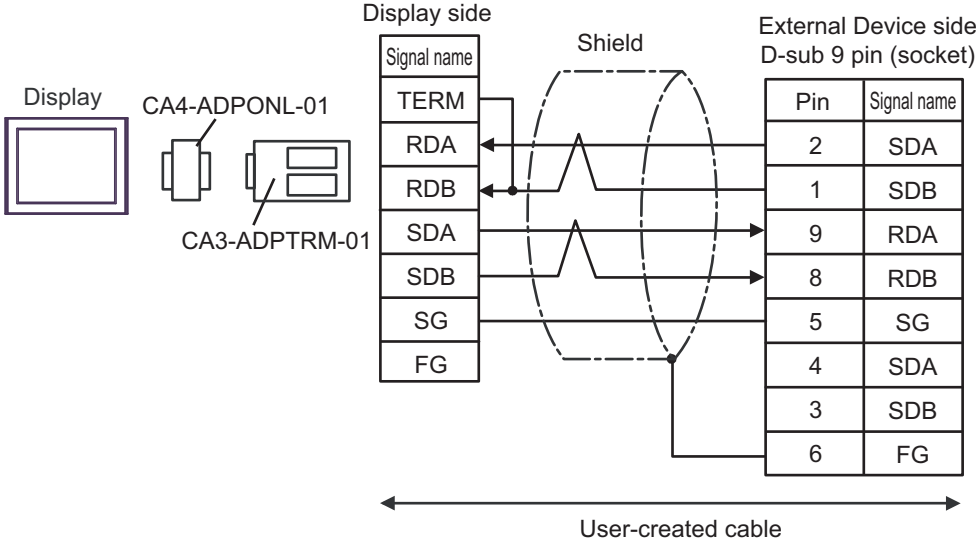 Display side
External Device side
D-sub 9 pin (socket)
Shield
Display
CA4-ADPONL-01
CA3-ADPTRM-01
Signal name
TERM
RDA
RDB
SDA
SDB
SG
FG
Pin Signal name
2 SDA
1 SDB
9 RDA
8 RDB
5 SG
4 SDA
3 SDB
6 FG
User-created cable